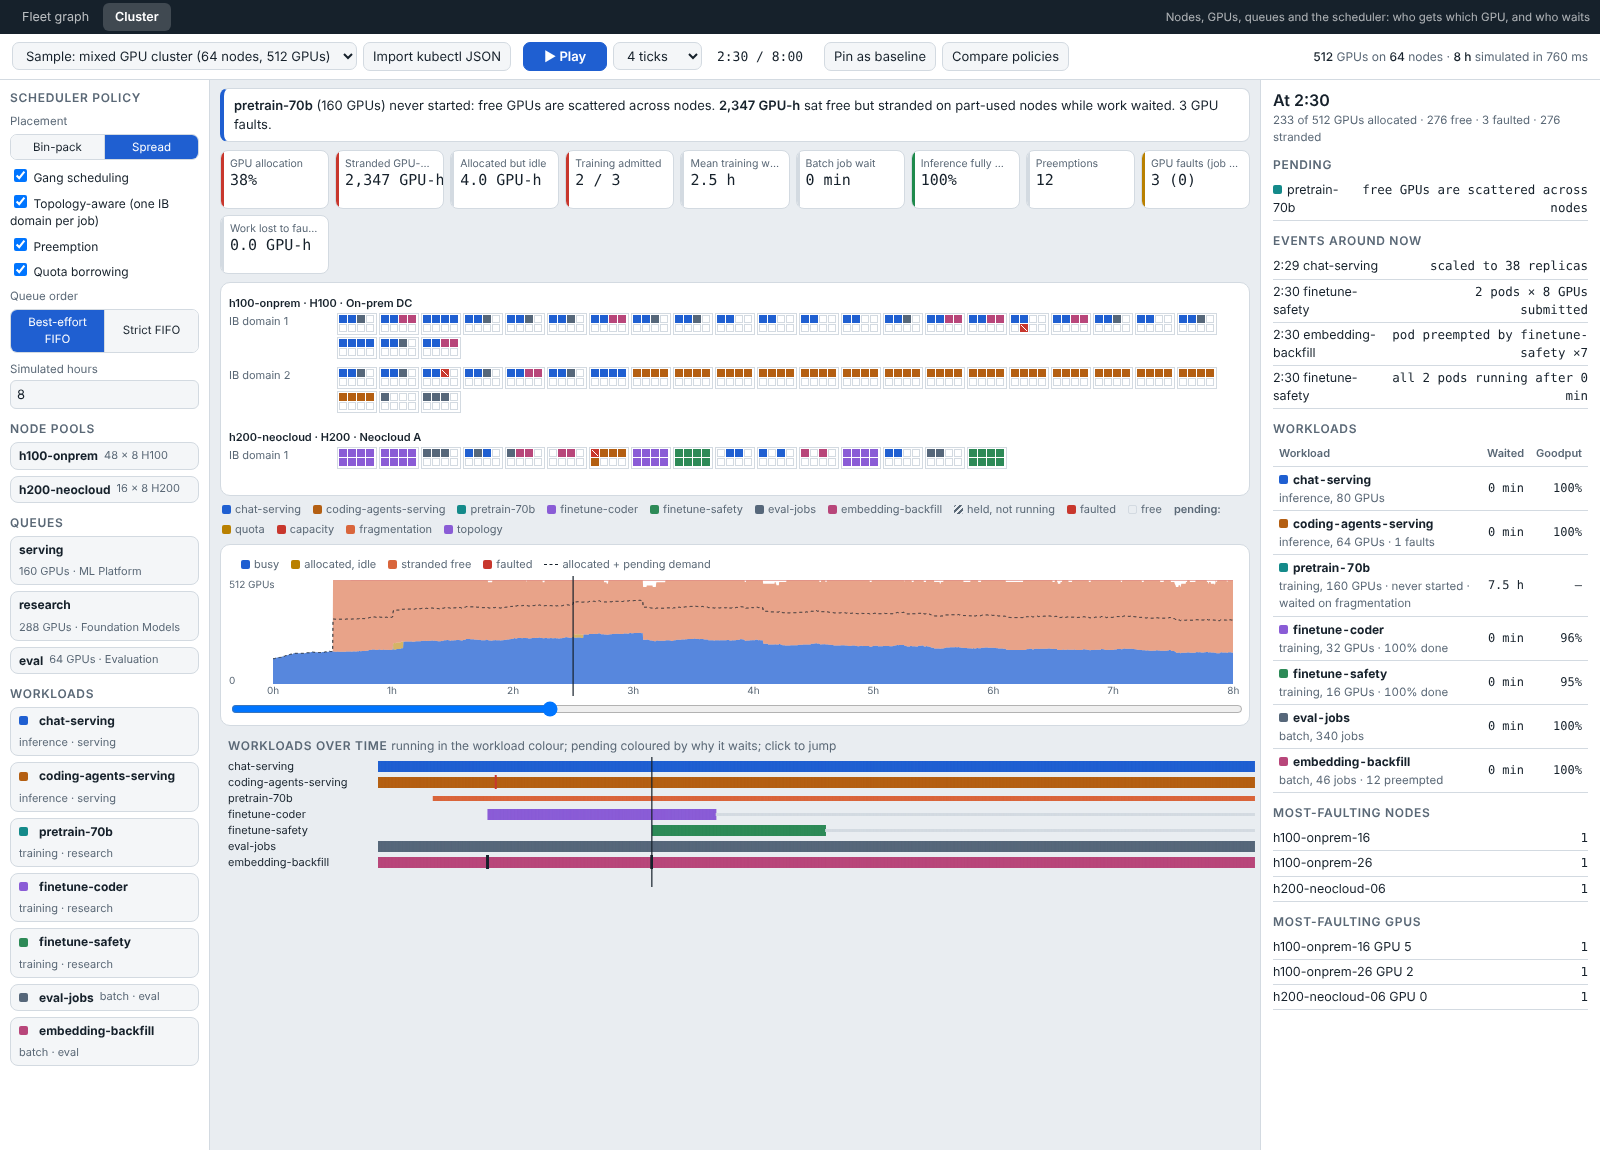 Fleet graph
Cluster
Nodes, GPUs, queues and the scheduler: who gets which GPU, and who waits
Sample: mixed GPU cluster (64 nodes, 512 GPUs)
Import kubectl JSON
▶ Play
4 ticks
2:30 / 8:00
Pin as baseline
Compare policies
512 GPUs on 64 nodes · 8 h simulated in 760 ms
SCHEDULER POLICY
Placement
Bin-pack
Spread
Gang scheduling
Topology-aware (one IB
domain per job)
Preemption
Quota borrowing
Queue order
Best-effort
FIFO
Strict FIFO
Simulated hours
8
NODE POOLS
h100-onprem 48 × 8 H100
h200-neocloud 16 × 8 H200
QUEUES
serving
160 GPUs · ML Platform
research
288 GPUs · Foundation Models
eval 64 GPUs · Evaluation
WORKLOADS
chat-serving
inference · serving
coding-agents-serving
inference · serving
pretrain-70b
training · research
finetune-coder
training · research
finetune-safety
training · research
eval-jobs batch · eval
embedding-backfill
batch · eval
pretrain-70b (160 GPUs) never started: free GPUs are scattered across nodes. 2,347 GPU-h sat free but stranded on part-used nodes while work waited. 3 GPU
faults.
GPU allocation
38%
Stranded GPU-...
2,347 GPU-h
Allocated but idle
4.0 GPU-h
Training admitted
2 / 3
Mean training w...
2.5 h
Batch job wait
0 min
Inference fully ...
100%
Preemptions
12
GPU faults (job ...
3 (0)
Work lost to fau...
0.0 GPU-h
h100-onprem · H100 · On-prem DC
IB domain 1
IB domain 2
h200-neocloud · H200 · Neocloud A
IB domain 1
chat-serving coding-agents-serving pretrain-70b finetune-coder finetune-safety eval-jobs embedding-backfill held, not running faulted free pending:
quota capacity fragmentation topology
busy allocated, idle stranded free faulted allocated + pending demand
512 GPUs
0
0h 1h 2h 3h 4h 5h 6h 7h 8h
WORKLOADS OVER TIME running in the workload colour; pending coloured by why it waits; click to jump
chat-serving
coding-agents-serving
pretrain-70b
finetune-coder
finetune-safety
eval-jobs
embedding-backfill
At 2:30
233 of 512 GPUs allocated · 276 free · 3 faulted · 276
stranded
PENDING
pretrain-70b free GPUs are scattered across nodes
EVENTS AROUND NOW
2:29 chat-serving scaled to 38 replicas
2:30 finetune-safety 2 pods × 8 GPUs submitted
2:30 embedding-backfill pod preempted by finetune-safety ×7
2:30 finetune-safety all 2 pods running after 0 min
WORKLOADS
Workload Waited Goodput
chat-serving
inference, 80 GPUs
0 min 100%
coding-agents-serving
inference, 64 GPUs · 1 faults
0 min 100%
pretrain-70b
training, 160 GPUs · never started ·
waited on fragmentation
7.5 h –
finetune-coder
training, 32 GPUs · 100% done
0 min 96%
finetune-safety
training, 16 GPUs · 100% done
0 min 95%
eval-jobs
batch, 340 jobs
0 min 100%
embedding-backfill
batch, 46 jobs · 12 preempted
0 min 100%
MOST-FAULTING NODES
h100-onprem-16 1
h100-onprem-26 1
h200-neocloud-06 1
MOST-FAULTING GPUS
h100-onprem-16 GPU 5 1
h100-onprem-26 GPU 2 1
h200-neocloud-06 GPU 0 1